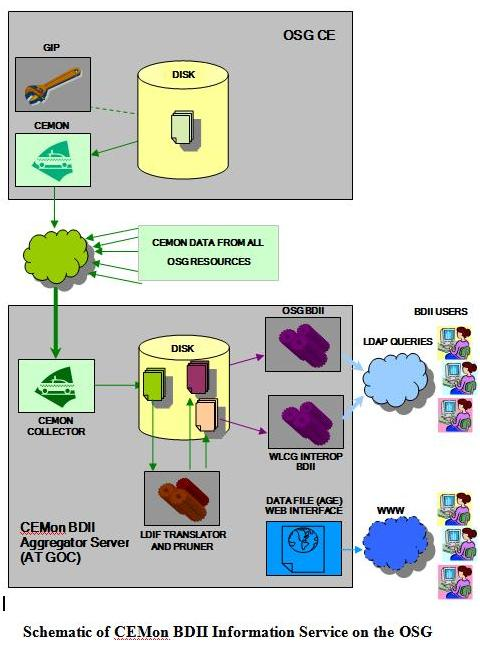 OSG CE
GIP
DISK
CEMON
CEMON DATA FROM ALL
OSG RESOURCES
OSG BDII
BDII USERS
LDAP QUERIES
DISK
CEMON
COLLECTOR
WLCG INTEROP
BDII
DATA FILE (AGE)
WEB INTERFACE
WWW
CEMon BDII
Aggregator Server
(AT GOC)
LDIF TRANSLATOR
AND PRUNER
Schematic of CEMon BDII Information Service on the OSG